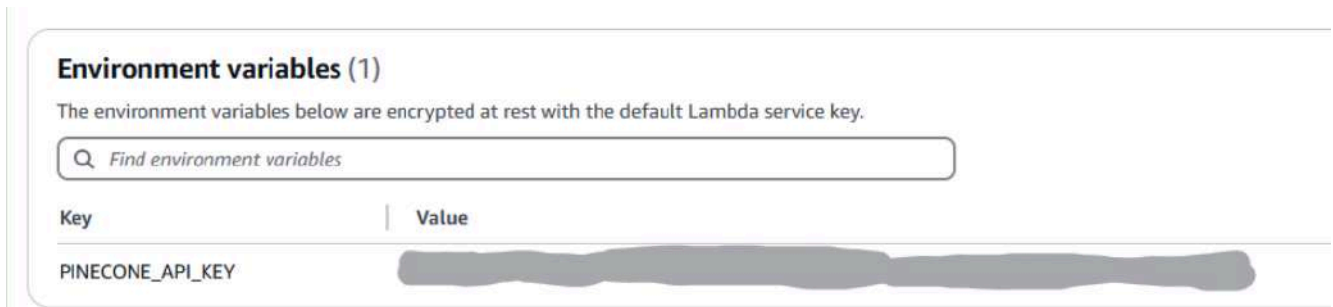 Environment variables (1)
The environment variables below are encrypted at rest with the default Lambda service key.
Find environment variables
Key Value
PINECONE_API_KEY